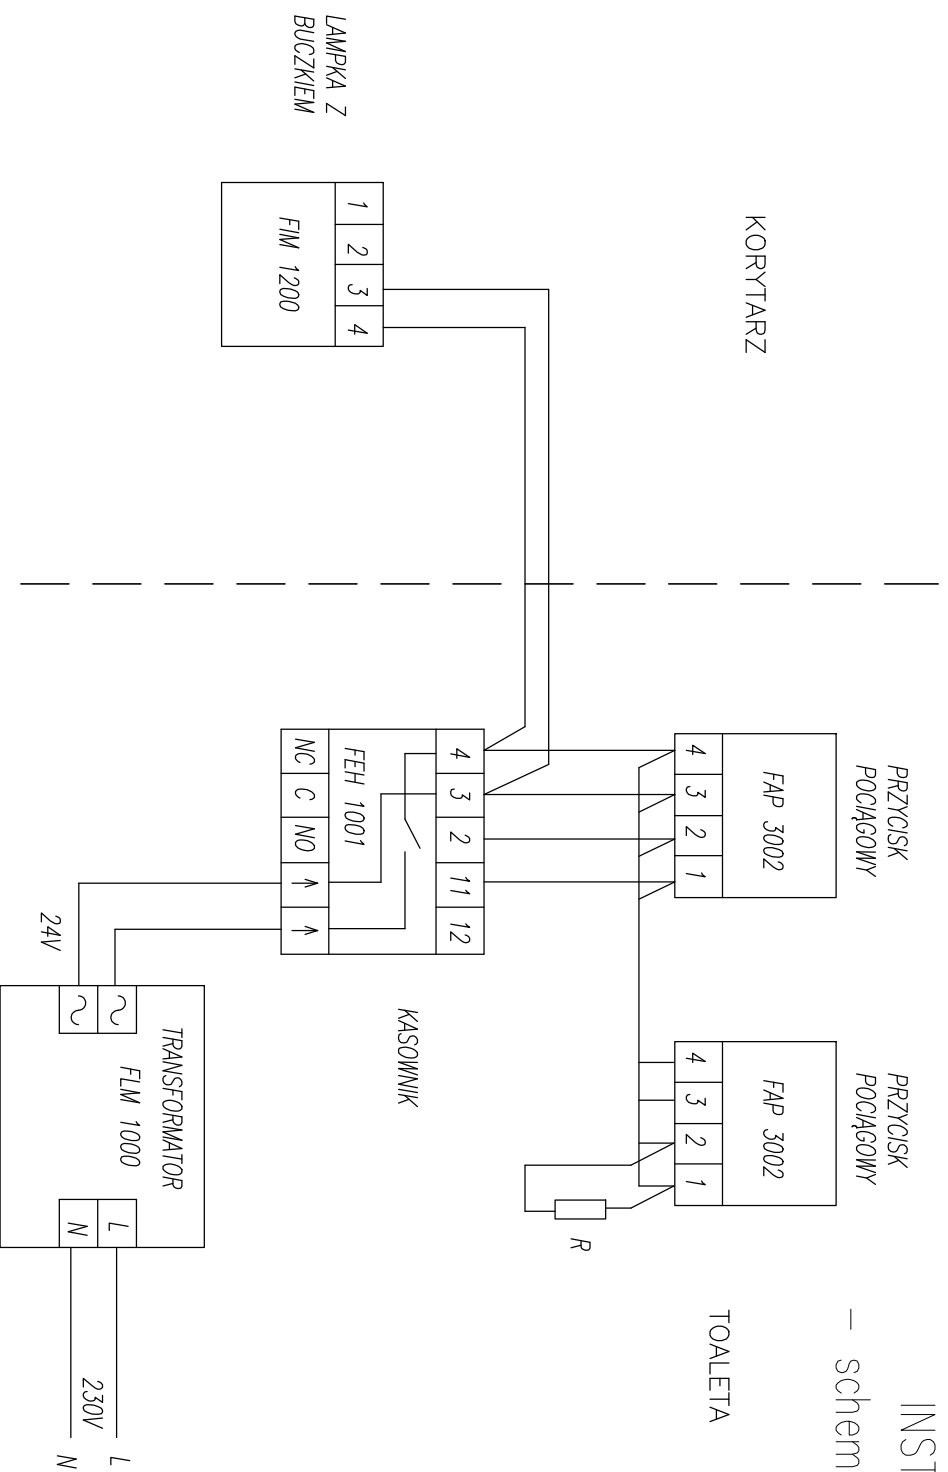 INST
– schem
KORYTARZ
TOALETA
PRZYCISK
POCIĄGOWY
FAP 3002
4 3 2 1
PRZYCISK
POCIĄGOWY
FAP 3002
4 3 2 1
R
LAMPKA Z
BUCZKIEM
1 2 3 4
FIM 1200
4 3 2 11 12
FEH 1001
NC C NO
KASOWNIK
24V
TRANSFORMATOR
FLM 1000
L
N
230V
L
N